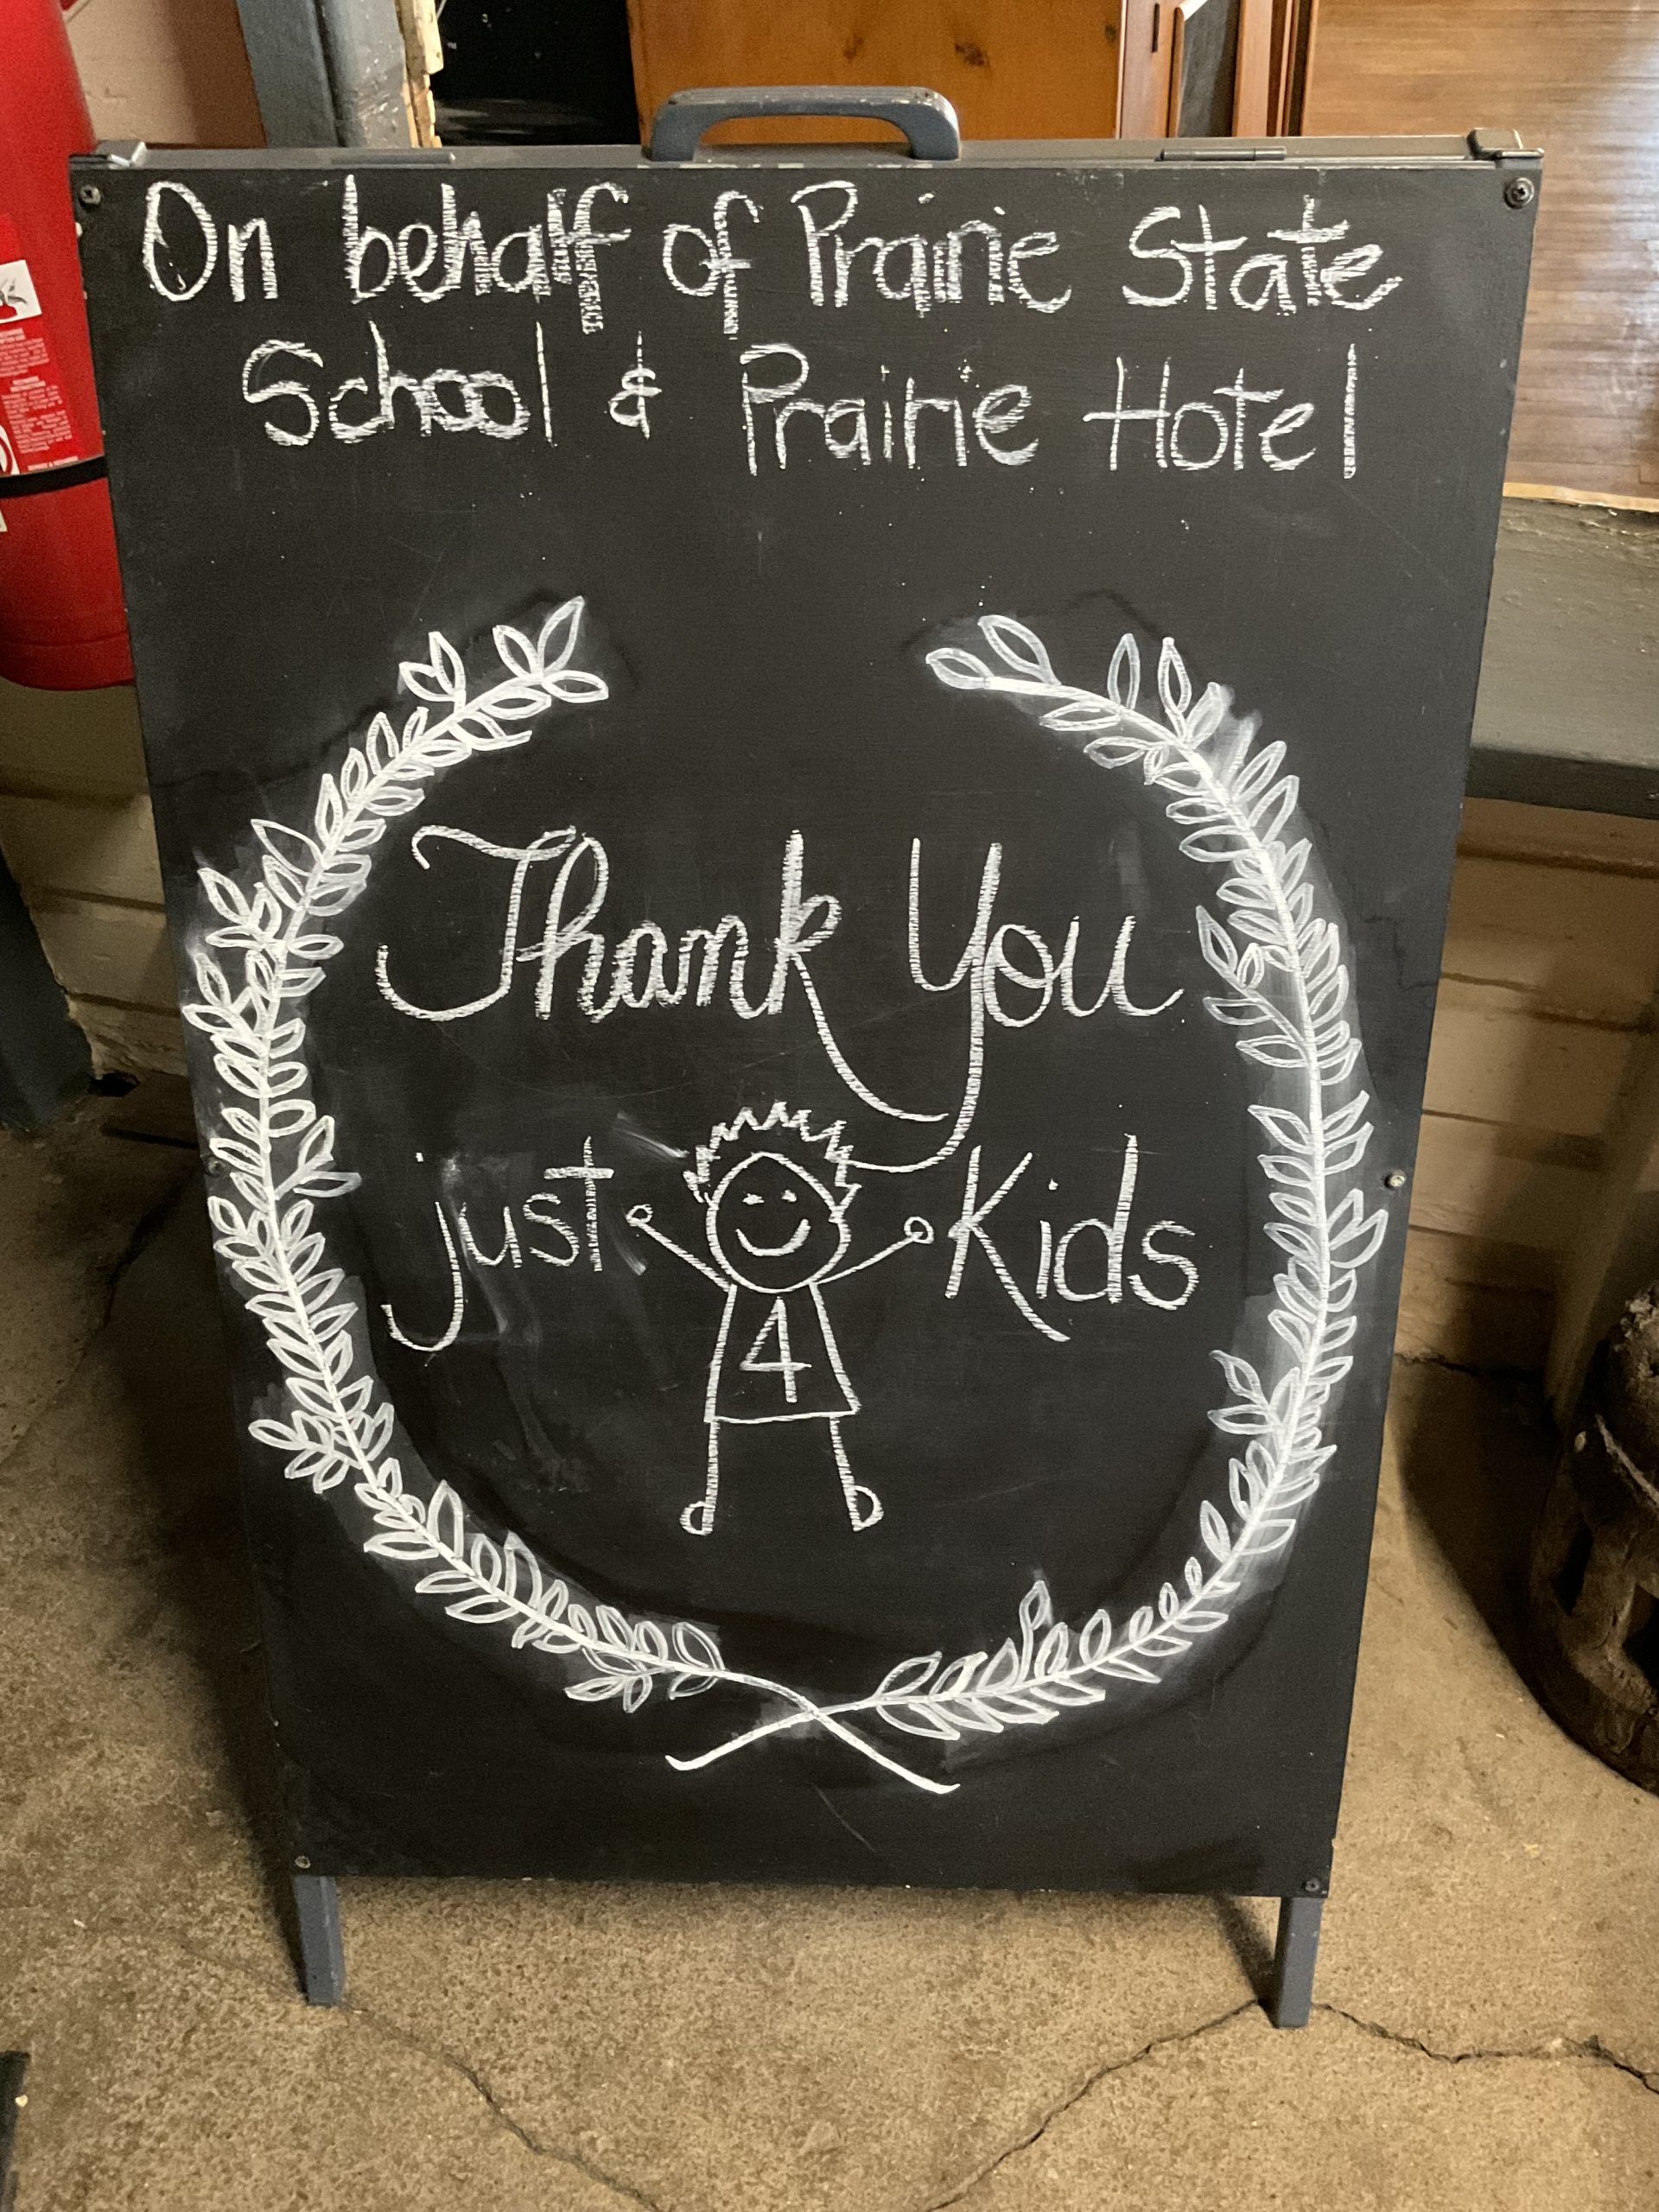 On behalf of Prairie State
School & Prairie Hotel
Thank You
just 4 Kids